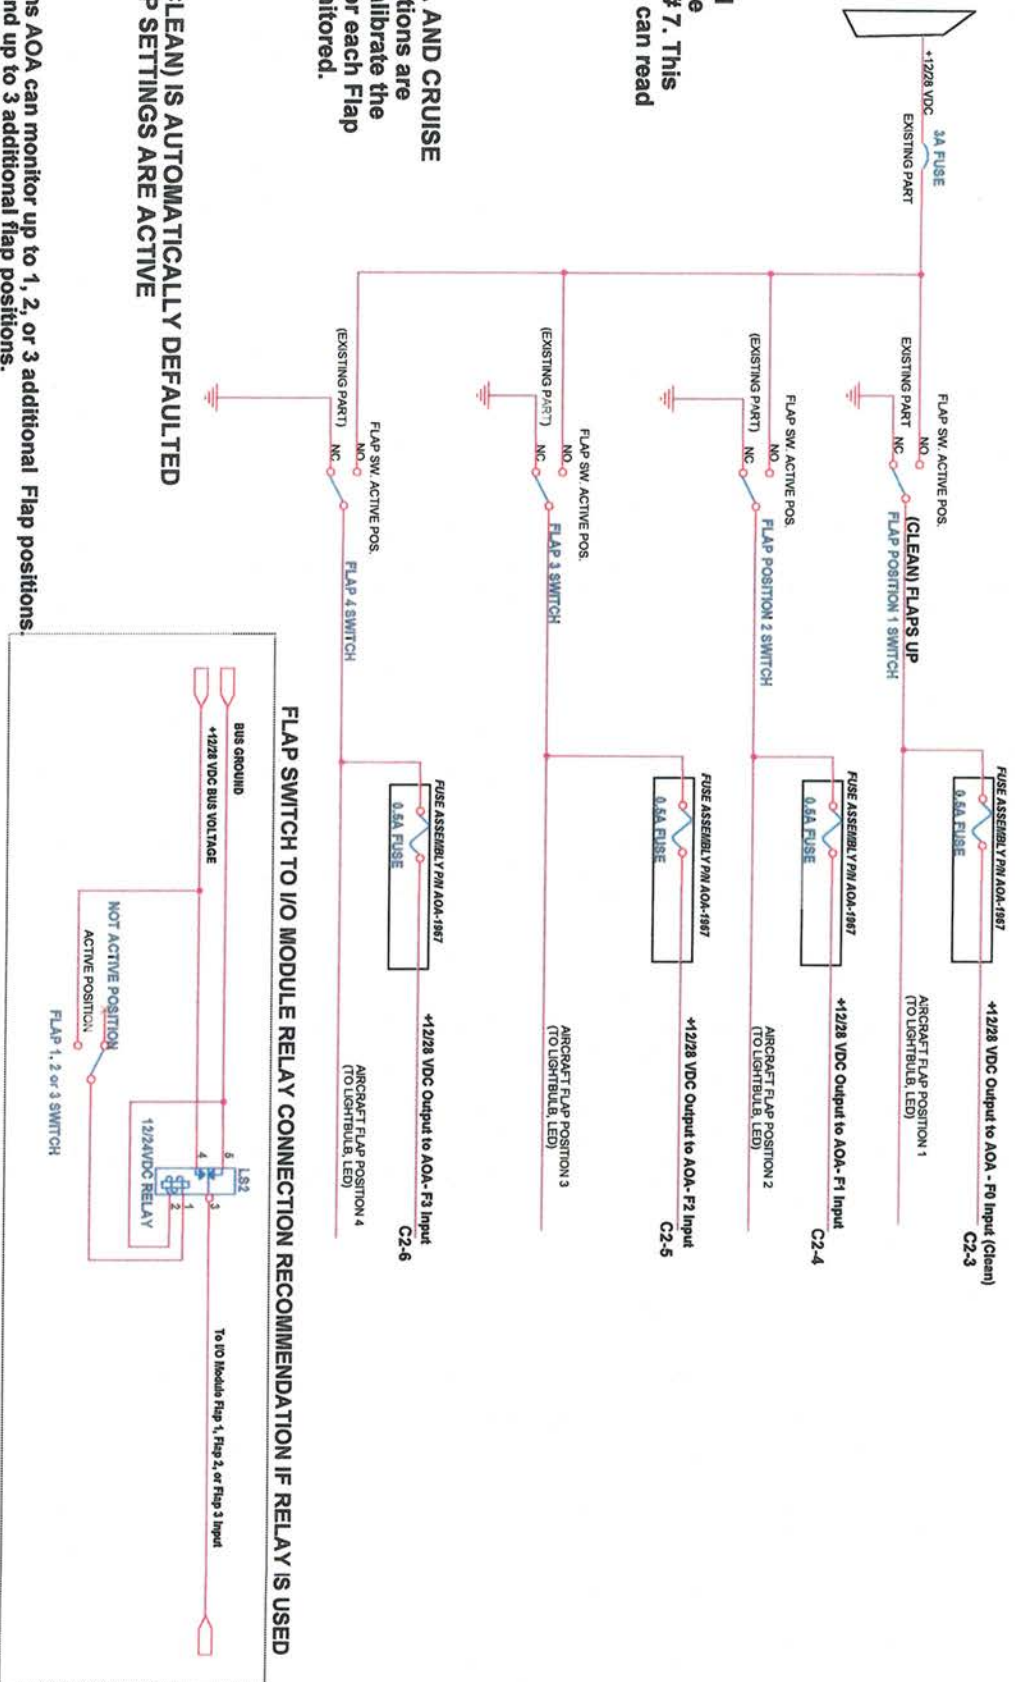 +12/28 VDC
3A FUSE
EXISTING PART
FLAP SW. ACTIVE POS.
NO
EXISTING PART
NC
(CLEAN) FLAPS UP
FLAP POSITION 1 SWITCH
FUSE ASSEMBLY P/N AOA-1967
0.5A FUSE
+12/28 VDC Output to AOA - F0 Input (Clean)
C2-3
AIRCRAFT FLAP POSITION 1
(TO LIGHTBULB, LED)
FLAP SW. ACTIVE POS.
NO
(EXISTING PART)
NC
FLAP POSITION 2 SWITCH
FUSE ASSEMBLY P/N AOA-1967
0.5A FUSE
+12/28 VDC Output to AOA- F1 Input
C2-4
AIRCRAFT FLAP POSITION 2
(TO LIGHTBULB, LED)
# 7. This
can read
FLAP SW. ACTIVE POS.
NO
(EXISTING PART)
NC
FLAP 3 SWITCH
FUSE ASSEMBLY P/N AOA-1967
0.5A FUSE
+12/28 VDC Output to AOA- F2 Input
C2-5
AIRCRAFT FLAP POSITION 3
(TO LIGHTBULB, LED)
AND CRUISE
tions are
alibrate the
or each Flap
nitored.
FLAP SW. ACTIVE POS.
NO
(EXISTING PART)
NC
FLAP 4 SWITCH
FUSE ASSEMBLY P/N AOA-1967
0.5A FUSE
+12/28 VDC Output to AOA- F3 Input
C2-6
AIRCRAFT FLAP POSITION 4
(TO LIGHTBULB, LED)
CLEAN) IS AUTOMATICALLY DEFAULTED
P SETTINGS ARE ACTIVE
ns AOA can monitor up to 1, 2, or 3 additional Flap positions.
nd up to 3 additional flap positions.
FLAP SWITCH TO I/O MODULE RELAY CONNECTION RECOMMENDATION IF RELAY IS USED
BUS GROUND
+12/28 VDC BUS VOLTAGE
NOT ACTIVE POSITION
ACTIVE POSITION
FLAP 1, 2 or 3 SWITCH
LS2
5
4
3
1
2
12/24VDC RELAY
To I/O Module Flap 1, Flap 2, or Flap 3 Input